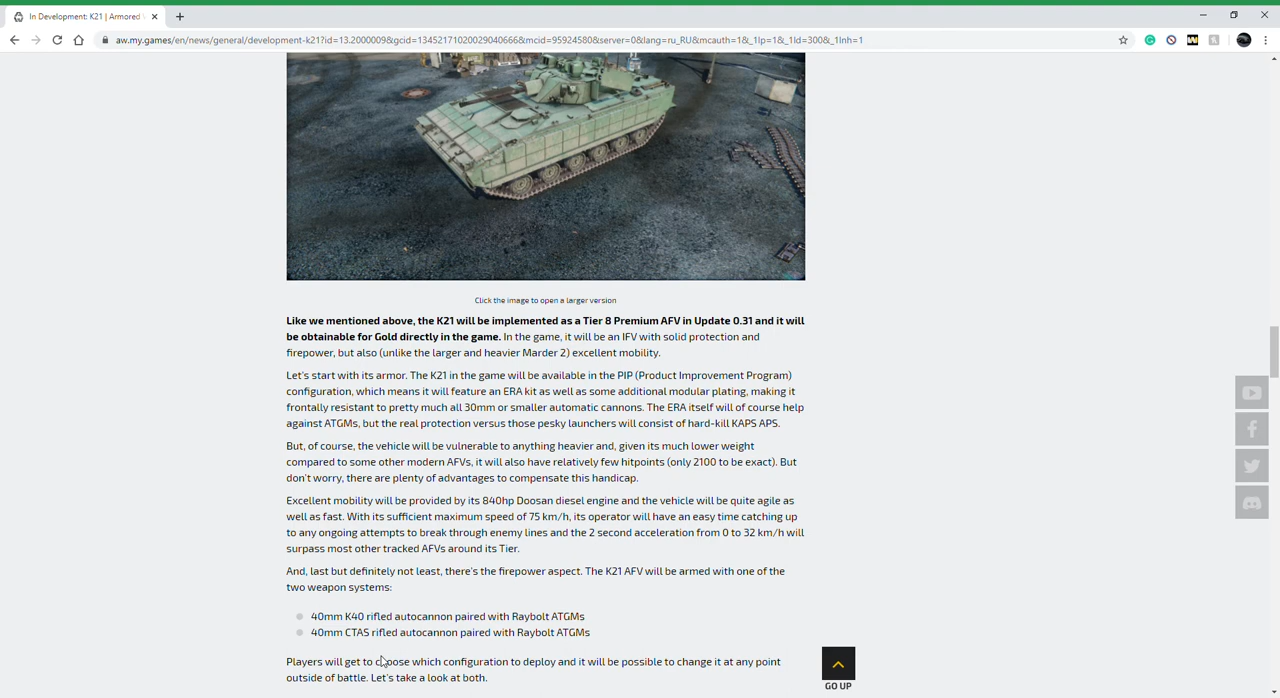 In Development: K21 | Armored
aw.my.games/en/news/general/development-k21?id=13.2000009&gcid=13452171020029040666&mcid=95924580&server=0&lang=ru_RU&mcauth=1&_1lp=1&_1ld=300&_1lnh=1
Click the image to open a larger version
Like we mentioned above, the K21 will be implemented as a Tier 8 Premium AFV in Update 0.31 and it will
be obtainable for Gold directly in the game. In the game, it will be an IFV with solid protection and
firepower, but also (unlike the larger and heavier Marder 2) excellent mobility.
Let's start with its armor. The K21 in the game will be available in the PIP (Product Improvement Program)
configuration, which means it will feature an ERA kit as well as some additional modular plating, making it
frontally resistant to pretty much all 30mm or smaller automatic cannons. The ERA itself will of course help
against ATGMs, but the real protection versus those pesky launchers will consist of hard-kill KAPS APS.
But, of course, the vehicle will be vulnerable to anything heavier and, given its much lower weight
compared to some other modern AFVs, it will also have relatively few hitpoints (only 2100 to be exact). But
don't worry, there are plenty of advantages to compensate this handicap.
Excellent mobility will be provided by its 840hp Doosan diesel engine and the vehicle will be quite agile as
well as fast. With its sufficient maximum speed of 75 km/h, its operator will have an easy time catching up
to any ongoing attempts to break through enemy lines and the 2 second acceleration from 0 to 32 km/h will
surpass most other tracked AFVs around its Tier.
And, last but definitely not least, there's the firepower aspect. The K21 AFV will be armed with one of the
two weapon systems:
40mm K40 rifled autocannon paired with Raybolt ATGMs
40mm CTAS rifled autocannon paired with Raybolt ATGMs
Players will get to choose which configuration to deploy and it will be possible to change it at any point
outside of battle. Let's take a look at both.
GO UP